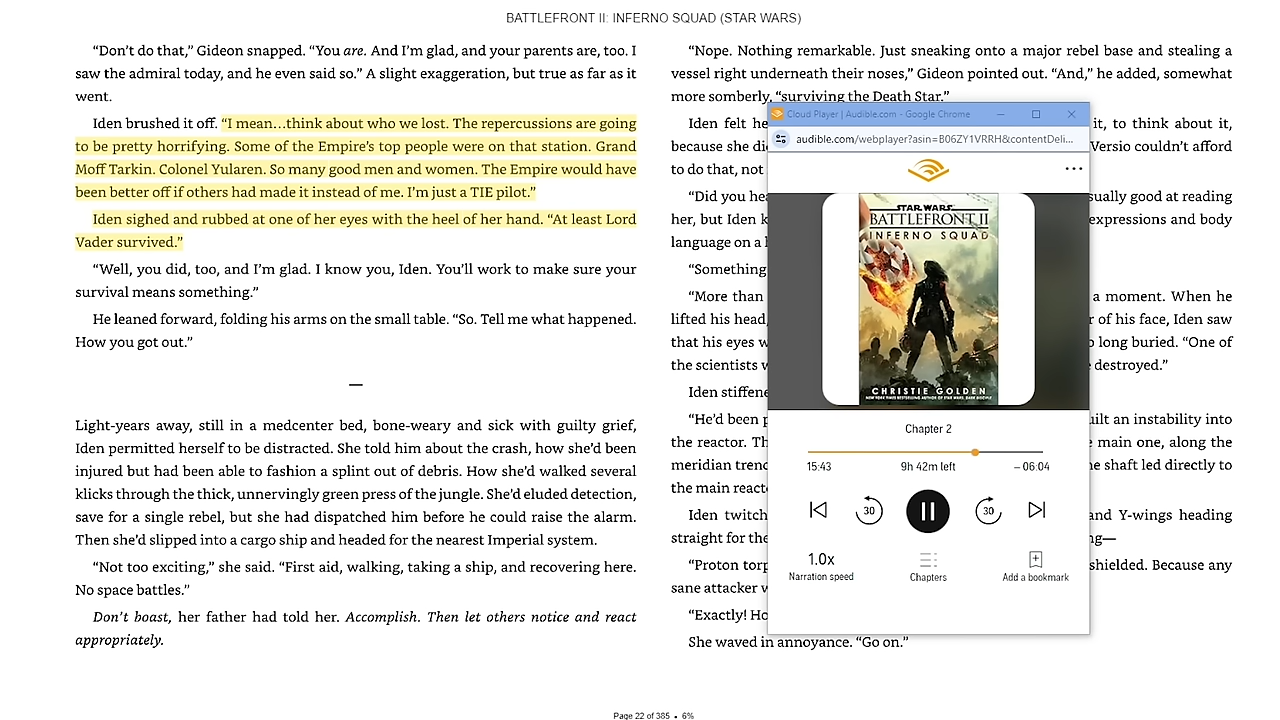 BATTLEFRONT II: INFERNO SQUAD (STAR WARS)
“Don’t do that,” Gideon snapped. “You are. And I’m glad, and your parents are, too. I
saw the admiral today, and he even said so.” A slight exaggeration, but true as far as it
went.
Iden brushed it off. “I mean…think about who we lost. The repercussions are going
to be pretty horrifying. Some of the Empire’s top people were on that station. Grand
Moff Tarkin. Colonel Yularen. So many good men and women. The Empire would have
been better off if others had made it instead of me. I’m just a TIE pilot.”
Iden sighed and rubbed at one of her eyes with the heel of her hand. “At least Lord
Vader survived.”
“Well, you did, too, and I’m glad. I know you, Iden. You’ll work to make sure your
survival means something.”
He leaned forward, folding his arms on the small table. “So. Tell me what happened.
How you got out.”
—
Light-years away, still in a medcenter bed, bone-weary and sick with guilty grief,
Iden permitted herself to be distracted. She told him about the crash, how she’d been
injured but had been able to fashion a splint out of debris. How she’d walked several
klicks through the thick, unnervingly green press of the jungle. She’d eluded detection,
save for a single rebel, but she had dispatched him before he could raise the alarm.
Then she’d slipped into a cargo ship and headed for the nearest Imperial system.
“Not too exciting,” she said. “First aid, walking, taking a ship, and recovering here.
No space battles.”
Don’t boast, her father had told her. Accomplish. Then let others notice and react
appropriately.
“Nope. Nothing remarkable. Just sneaking onto a major rebel base and stealing a
vessel right underneath their noses,” Gideon pointed out. “And,” he added, somewhat
more somberly, “surviving the Death Star.”
Iden felt he it, to think about it,
because she di Versio couldn’t afford
to do that, not
“Did you hea sually good at reading
her, but Iden k expressions and body
language on a
“Something
“More than a moment. When he
lifted his head, r of his face, Iden saw
that his eyes w long buried. “One of
the scientists destroyed.”
Iden stiffene
“He’d been p uilt an instability into
the reactor. Th main one, along the
meridian trenc he shaft led directly to
the main react
Iden twitch and Y-wings heading
straight for the ng—
“Proton torp shielded. Because any
sane attacker
“Exactly! Ho
She waved in annoyance. “Go on.”
Cloud Player | Audible.com - Google Chrome
audible.com/webplayer?asin=B06ZY1VRRH&contentDeli...
STAR WARS
BATTLEFRONT II
INFERNO SQUAD
CHRISTIE GOLDEN
NEW YORK TIMES BESTSELLING AUTHOR OF STAR WARS: DARK DISCIPLE
Chapter 2
15:43 9h 42m left – 06:04
30 30
1.0x
Narration speed Chapters Add a bookmark
Page 22 of 385 • 6%